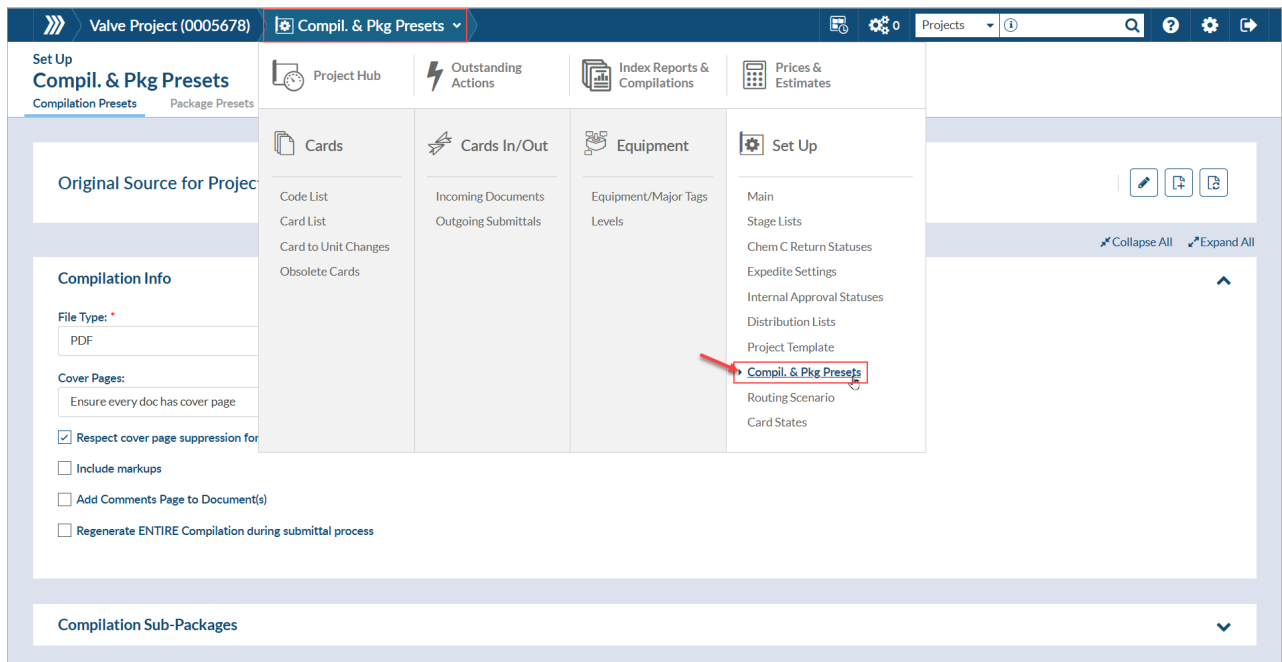 Valve Project (0005678)
Compil. & Pkg Presets
0
Projects
Set Up
Compil. & Pkg Presets
Compilation Presets
Package Presets
Project Hub
Outstanding
Actions
Index Reports &
Compilations
Prices &
Estimates
Cards
Code List
Card List
Card to Unit Changes
Obsolete Cards
Cards In/Out
Incoming Documents
Outgoing Submittals
Equipment
Equipment/Major Tags
Levels
Set Up
Main
Stage Lists
Chem C Return Statuses
Expedite Settings
Internal Approval Statuses
Distribution Lists
Project Template
Compil. & Pkg Presets
Routing Scenario
Card States
Original Source for Projec
Collapse All
Expand All
Compilation Info
File Type: *
PDF
Cover Pages:
Ensure every doc has cover page
Respect cover page suppression for
Include markups
Add Comments Page to Document(s)
Regenerate ENTIRE Compilation during submittal process
Compilation Sub-Packages